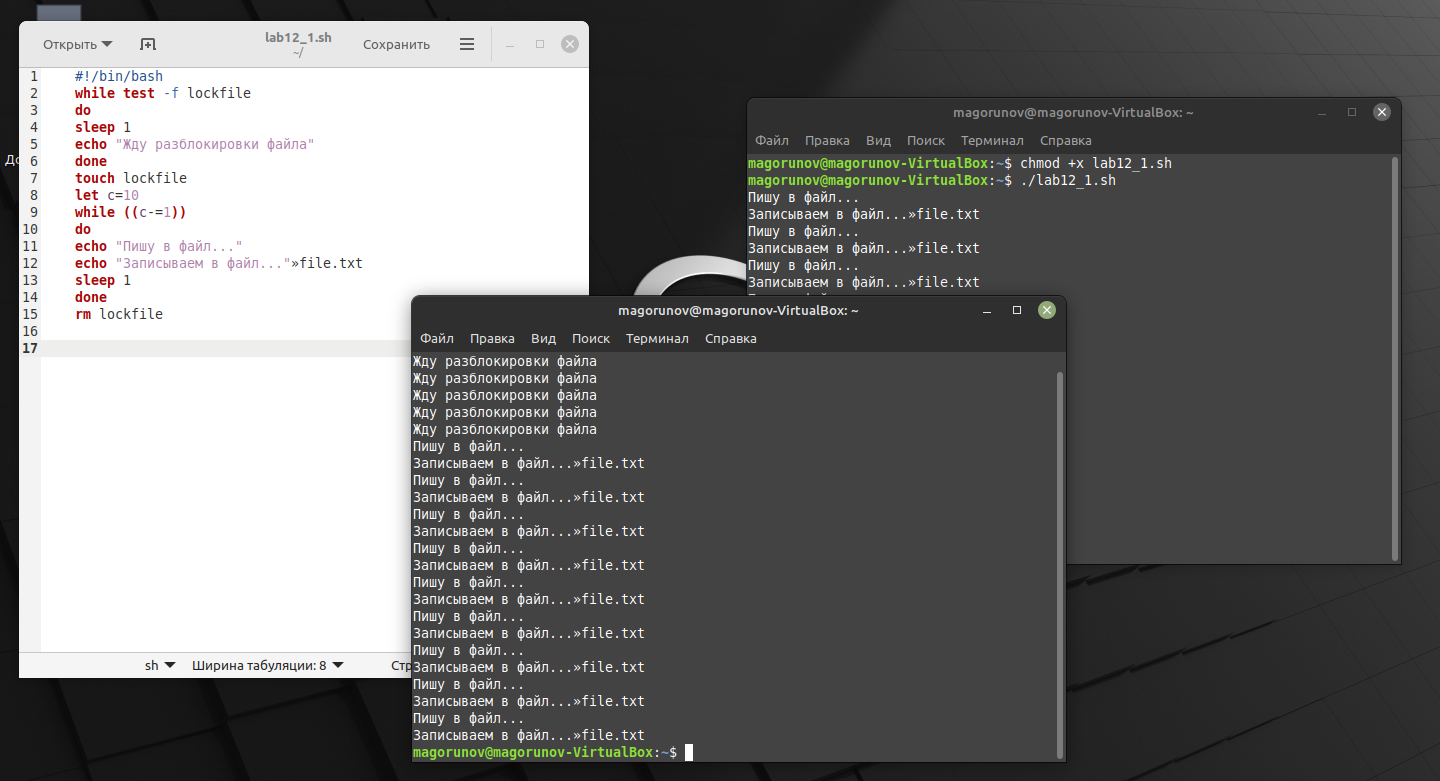 Открыть
lab12_1.sh
~/
Сохранить
1 #!/bin/bash
2 while test -f lockfile
3 do
4 sleep 1
5 echo "Жду разблокировки файла"
6 done
7 touch lockfile
8 let c=10
9 while ((c-=1))
10 do
11 echo "Пишу в файл..."
12 echo "Записываем в файл..."»file.txt
13 sleep 1
14 done
15 rm lockfile
16
17
sh Ширина табуляции: 8 Стр
До
magorunov@magorunov-VirtualBox: ~
Файл Правка Вид Поиск Терминал Справка
magorunov@magorunov-VirtualBox:~$ chmod +x lab12_1.sh
magorunov@magorunov-VirtualBox:~$ ./lab12_1.sh
Пишу в файл...
Записываем в файл...»file.txt
Пишу в файл...
Записываем в файл...»file.txt
Пишу в файл...
Записываем в файл...»file.txt
magorunov@magorunov-VirtualBox: ~
Файл Правка Вид Поиск Терминал Справка
Жду разблокировки файла
Жду разблокировки файла
Жду разблокировки файла
Жду разблокировки файла
Жду разблокировки файла
Пишу в файл...
Записываем в файл...»file.txt
Пишу в файл...
Записываем в файл...»file.txt
Пишу в файл...
Записываем в файл...»file.txt
Пишу в файл...
Записываем в файл...»file.txt
Пишу в файл...
Записываем в файл...»file.txt
Пишу в файл...
Записываем в файл...»file.txt
Пишу в файл...
Записываем в файл...»file.txt
Пишу в файл...
Записываем в файл...»file.txt
Пишу в файл...
Записываем в файл...»file.txt
magorunov@magorunov-VirtualBox:~$